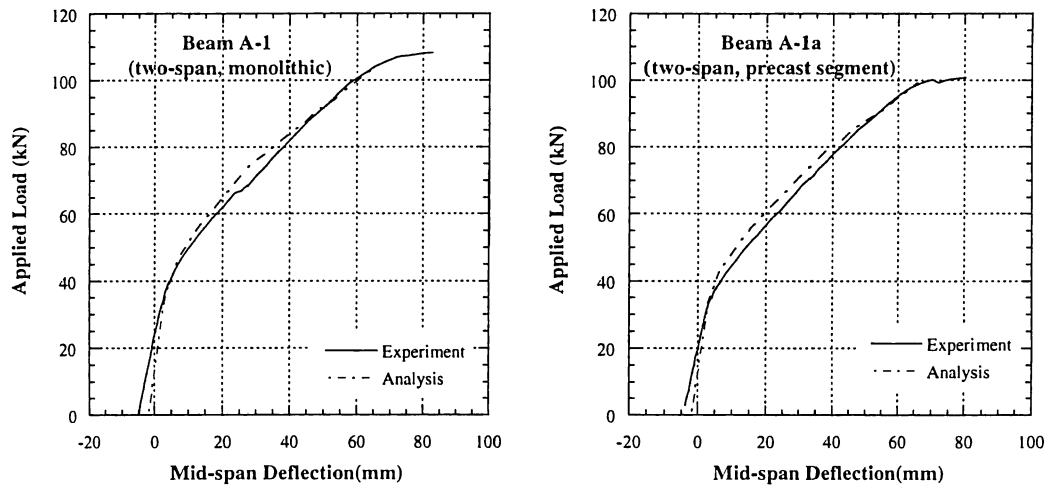 Beam A-1
(two-span, monolithic)
Applied Load (kN)
120
100
80
60
40
20
0
Experiment
Analysis
-20 0 20 40 60 80 100
Mid-span Deflection(mm)
Beam A-1a
(two-span, precast segment)
Applied Load (kN)
120
100
80
60
40
20
0
Experiment
Analysis
-20 0 20 40 60 80 100
Mid-span Deflection(mm)